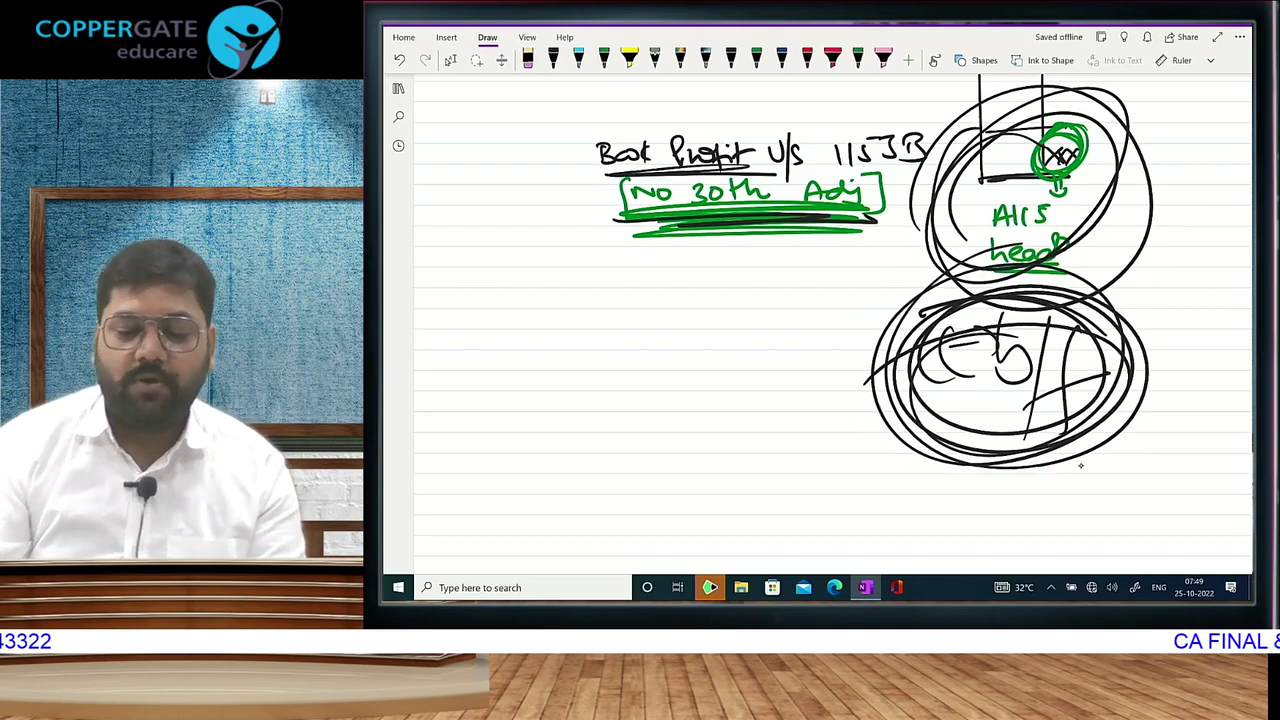 COPPERGATE
educare
Saved offline
Share
Home Insert Draw View Help
Shapes Ink to Shape Ink to Text Ruler
Book Profit U/s 115JB
[No 30th Adj]
XXX
All 5
head
Type here to search
32°C ENG 07:49
25-10-2022
43322 CA FINAL &